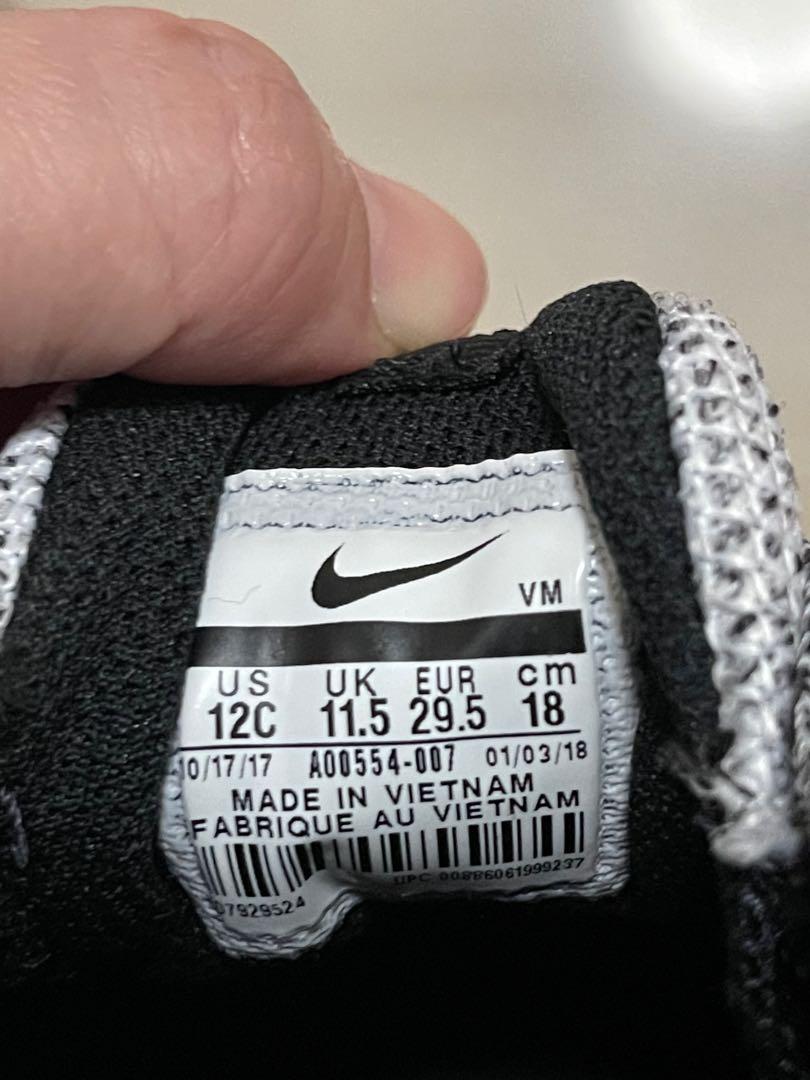 VM
US UK EUR cm
12C 11.5 29.5 18
10/17/17 AO0554-007 01/03/18
MADE IN VIETNAM
FABRIQUE AU VIETNAM
UPC 00886061999237
07929524